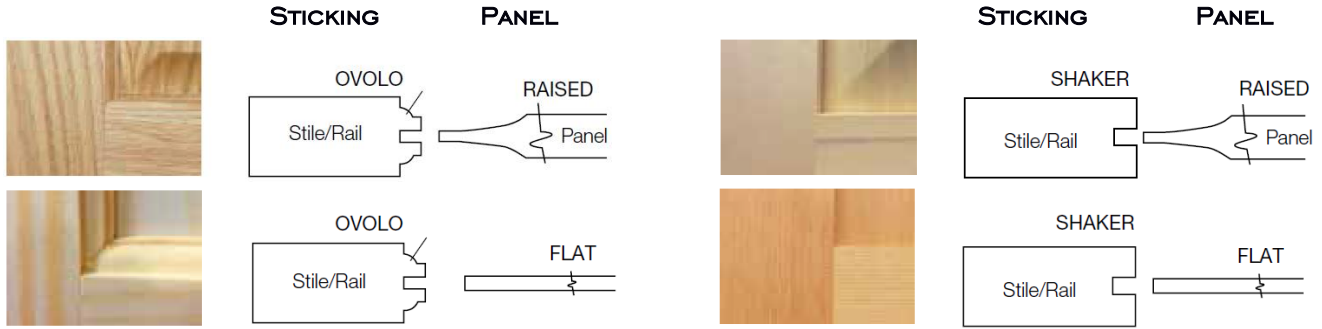 STICKING PANEL
OVOLO
RAISED
Stile/Rail
Panel
OVOLO
FLAT
Stile/Rail
STICKING PANEL
SHAKER
RAISED
Stile/Rail
Panel
SHAKER
FLAT
Stile/Rail